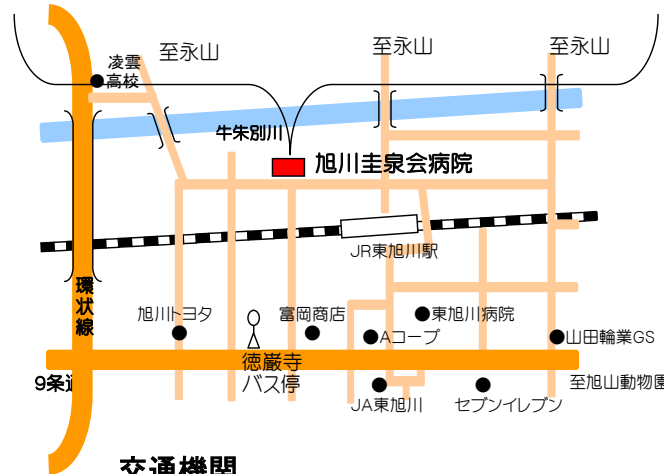 至永山
至永山
至永山
凌雲
高校
牛朱別川
旭川圭泉会病院
JR東旭川駅
環状線
旭川トヨタ
富岡商店
東旭川病院
Aコープ
山田輪業GS
徳巌寺
バス停
9条通
至旭山動物園
JA東旭川
セブンイレブン
交通機関